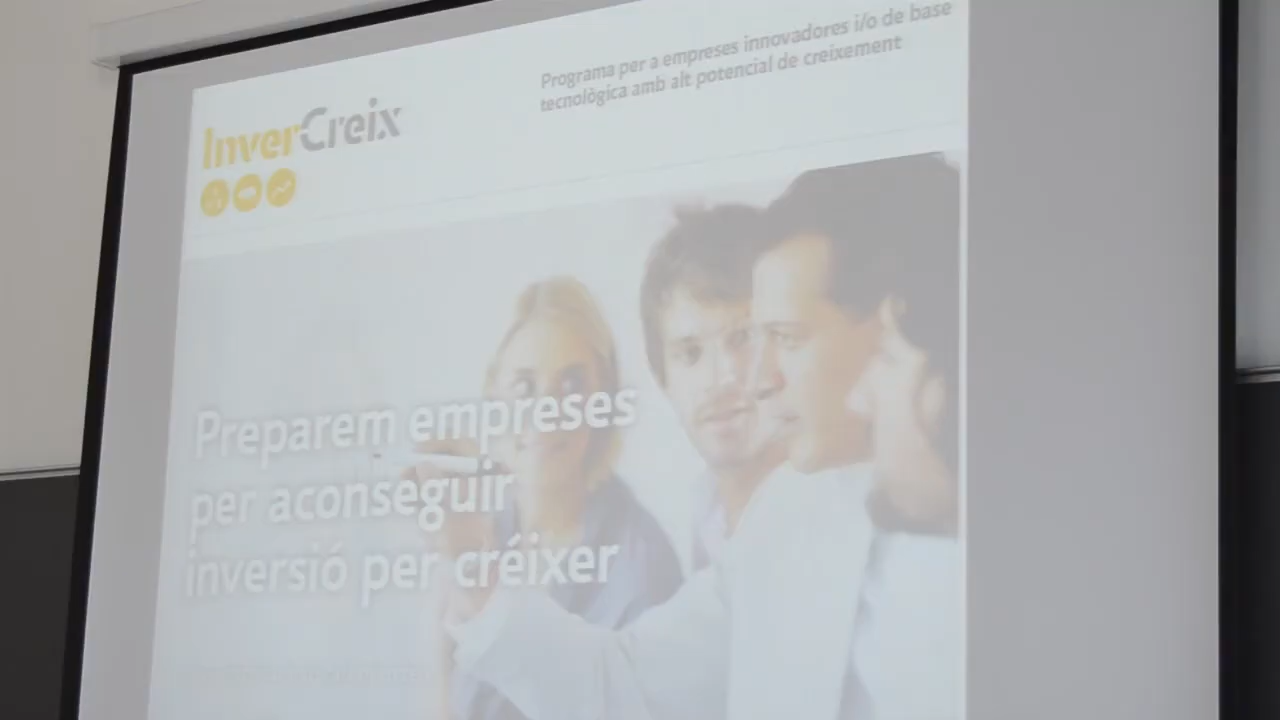 InverCreix
Programa per a empreses innovadores i/o de base
tecnològica amb alt potencial de creixement
Preparem empreses
per aconseguir
inversió per créixer